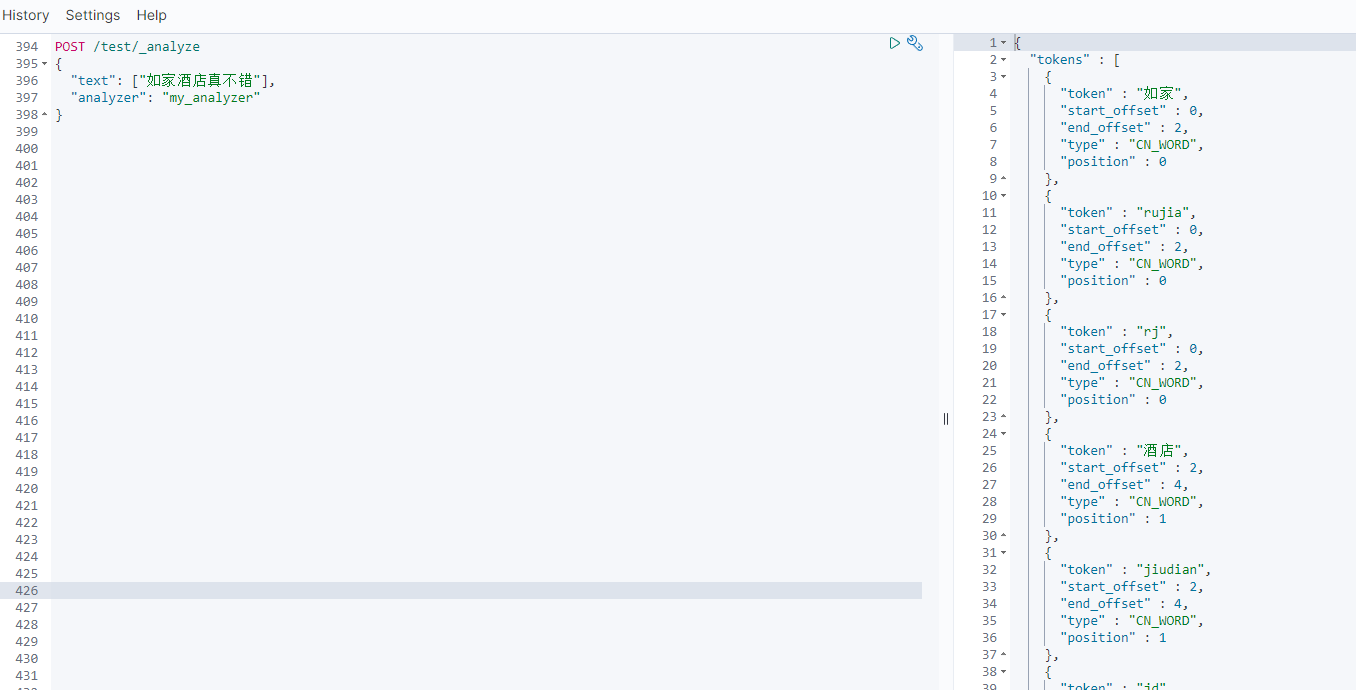 History Settings Help
394 POST /test/_analyze
395 {
396 "text": ["如家酒店真不错"],
397 "analyzer": "my_analyzer"
398 }
399
400
401
402
403
404
405
406
407
408
409
410
411
412
413
414
415
416
417
418
419
420
421
422
423
424
425
426
427
428
429
430
431
1 {
2 "tokens" : [
3 {
4 "token" : "如家",
5 "start_offset" : 0,
6 "end_offset" : 2,
7 "type" : "CN_WORD",
8 "position" : 0
9 },
10 {
11 "token" : "rujia",
12 "start_offset" : 0,
13 "end_offset" : 2,
14 "type" : "CN_WORD",
15 "position" : 0
16 },
17 {
18 "token" : "rj",
19 "start_offset" : 0,
20 "end_offset" : 2,
21 "type" : "CN_WORD",
22 "position" : 0
23 },
24 {
25 "token" : "酒店",
26 "start_offset" : 2,
27 "end_offset" : 4,
28 "type" : "CN_WORD",
29 "position" : 1
30 },
31 {
32 "token" : "jiudian",
33 "start_offset" : 2,
34 "end_offset" : 4,
35 "type" : "CN_WORD",
36 "position" : 1
37 },
38 {
39 "token" : "jd",